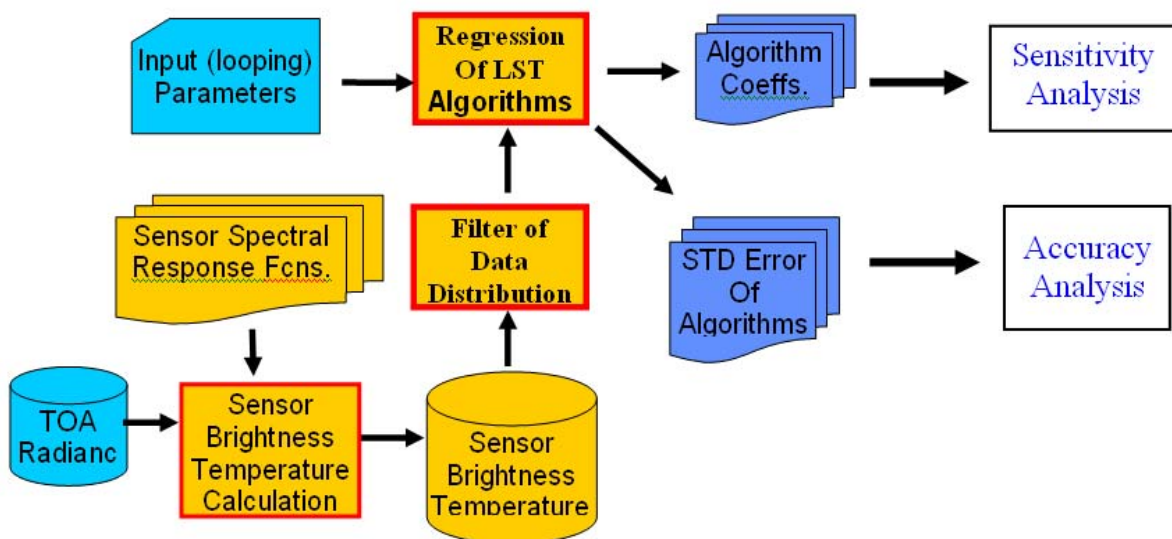 Input (looping)
Parameters
Regression
Of LST
Algorithms
Algorithm
Coeffs.
Sensitivity
Analysis
Sensor Spectral
Response Fcns.
Filter of
Data
Distribution
STD Error
Of
Algorithms
Accuracy
Analysis
TOA
Radianc
Sensor
Brightness
Temperature
Calculation
Sensor
Brightness
Temperature